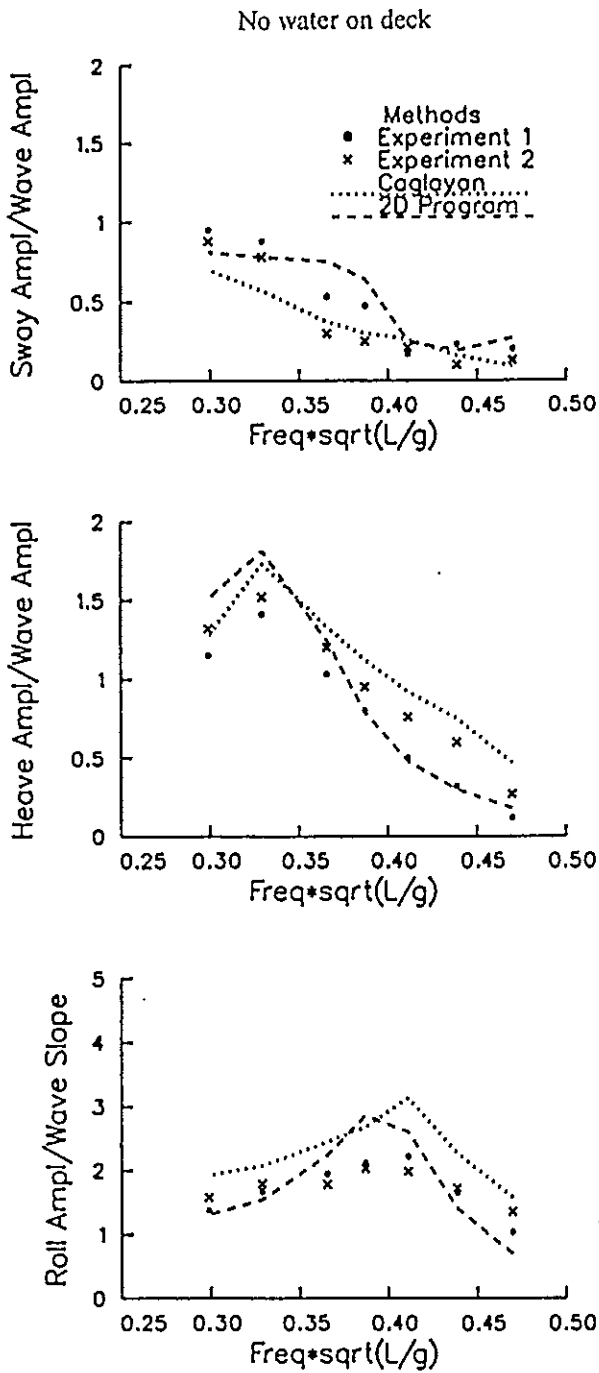 No water on deck
2
1.5
1
0.5
0
Sway Ampl/Wave Ampl
Methods
Experiment 1
Experiment 2
Caglayan
2D Program
0.25 0.30 0.35 0.40 0.45 0.50
Freq*sqrt(L/g)
2
1.5
1
0.5
0
Heave Ampl/Wave Ampl
0.25 0.30 0.35 0.40 0.45 0.50
Freq*sqrt(L/g)
5
4
3
2
1
0
Roll Ampl/Wave Slope
0.25 0.30 0.35 0.40 0.45 0.50
Freq*sqrt(L/g)